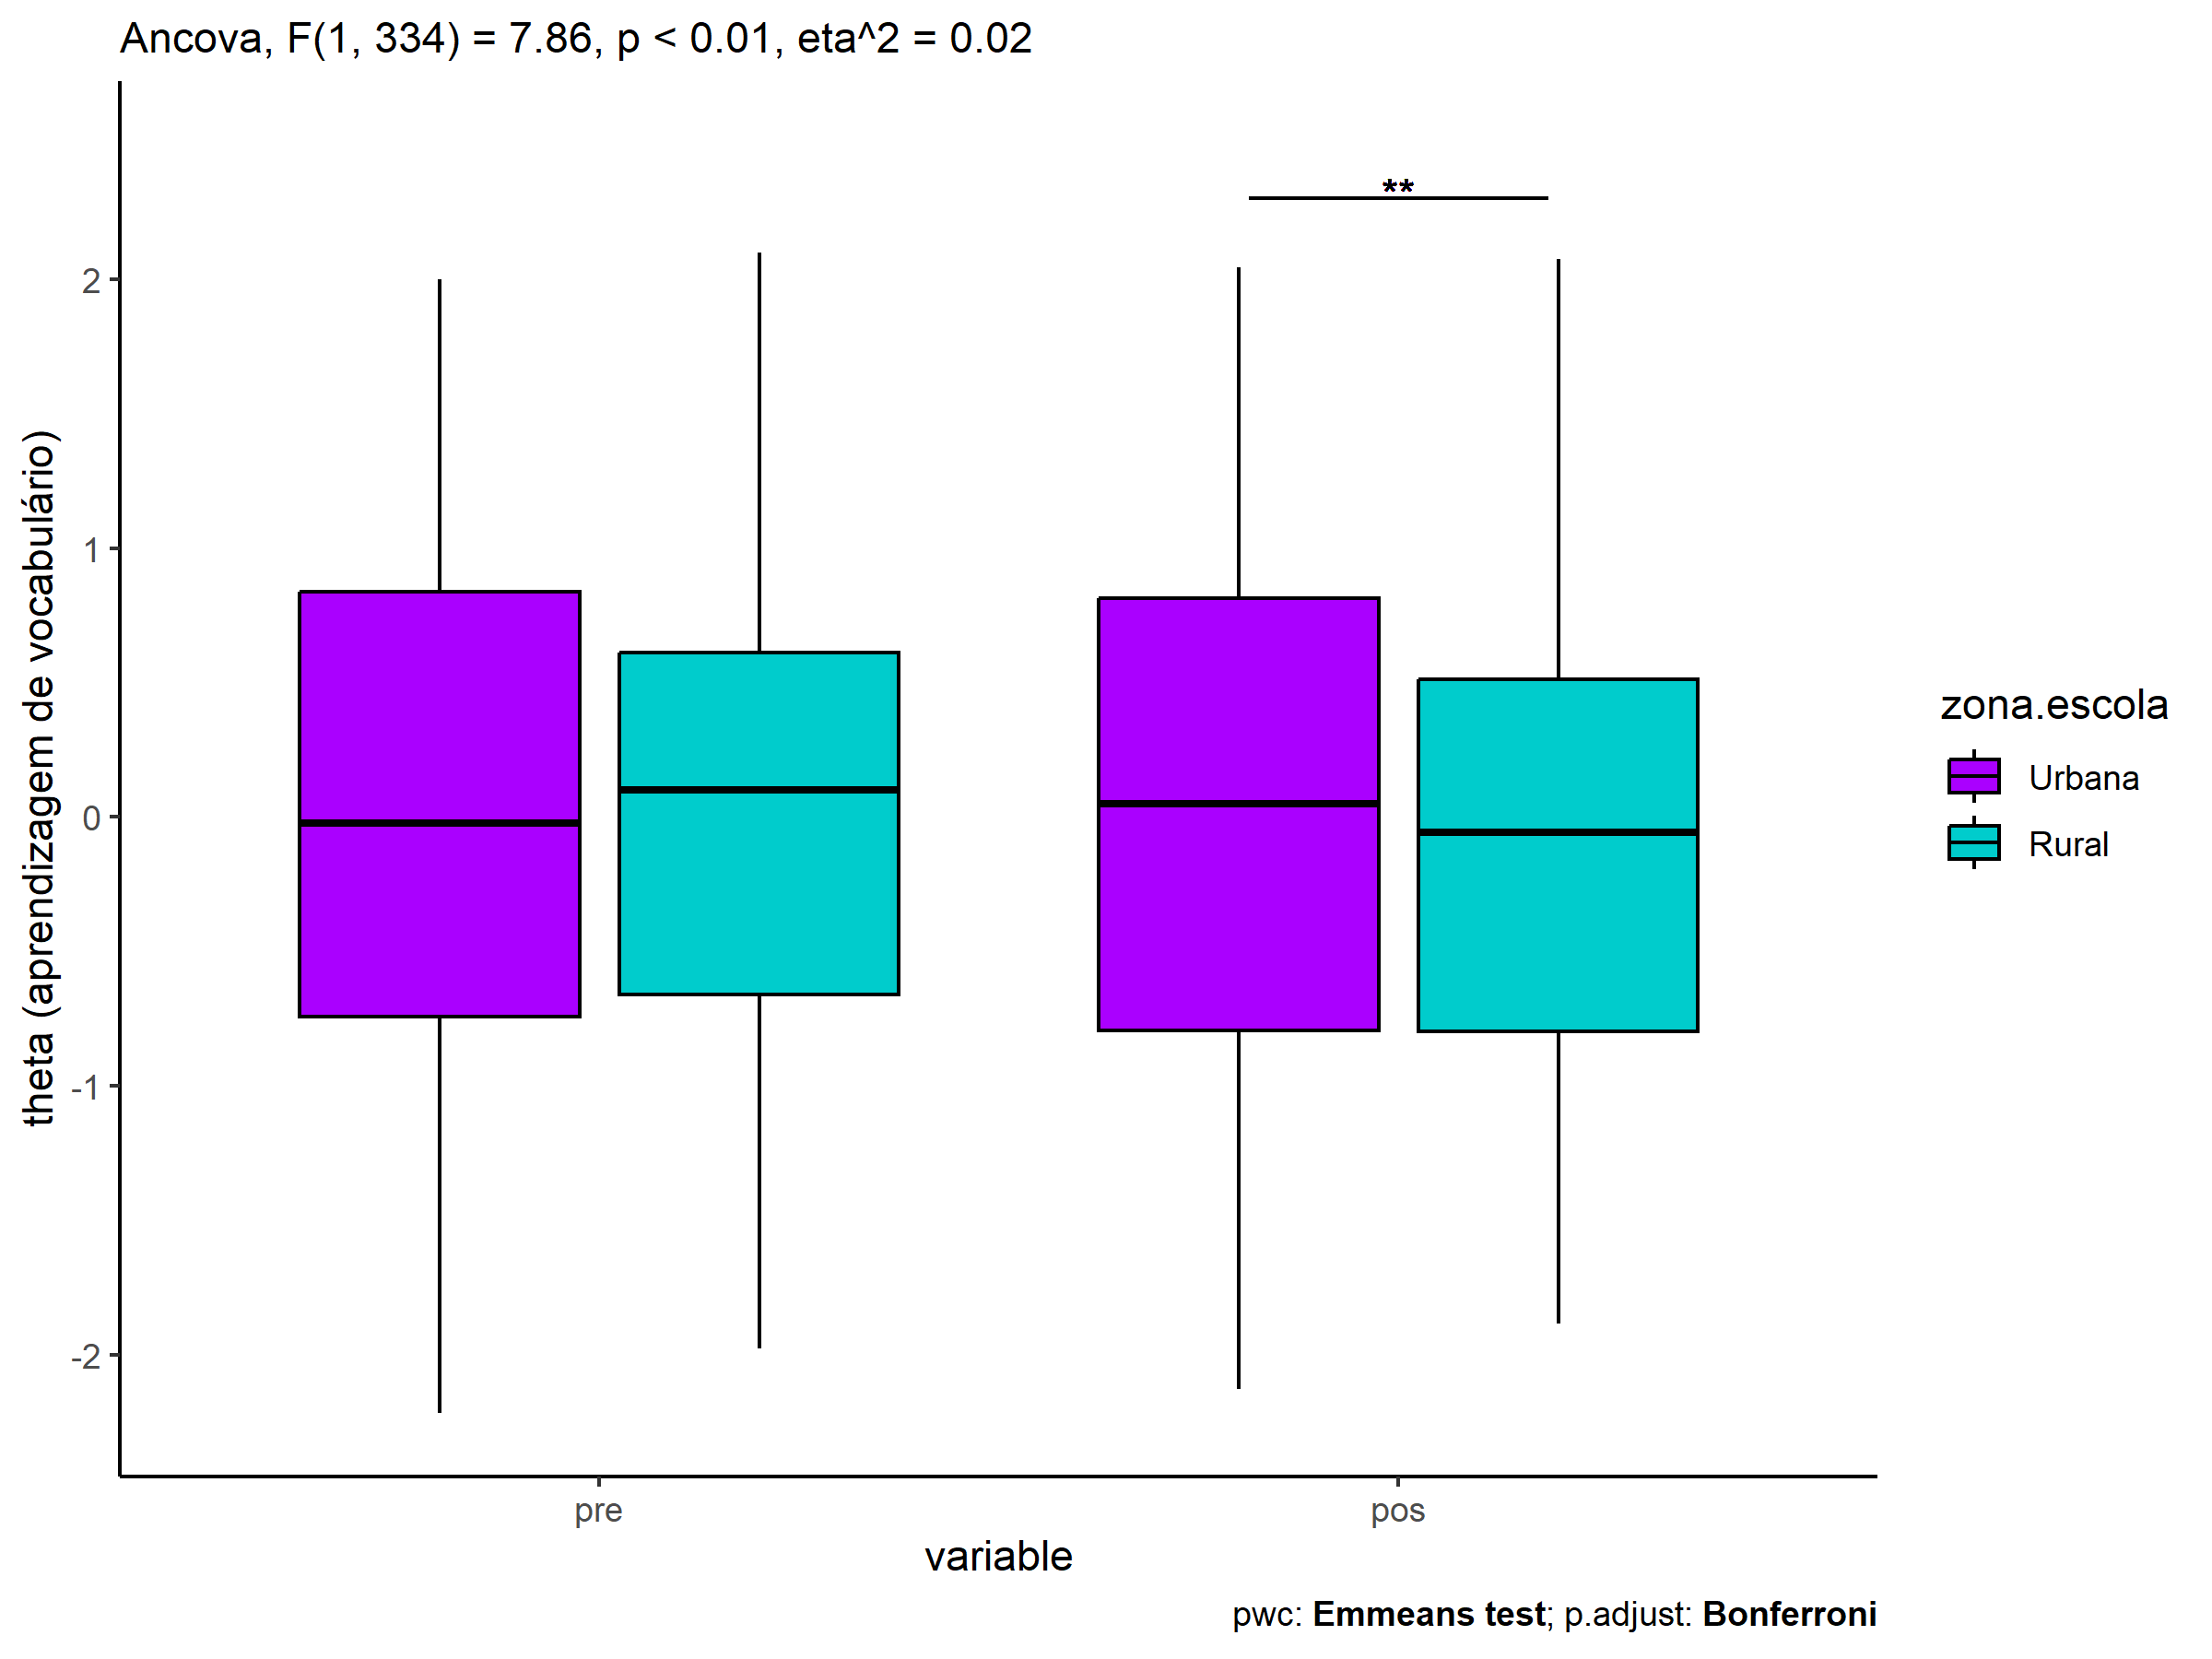 Ancova, F(1, 334) = 7.86, p < 0.01, eta^2 = 0.02
**
2
1
0
-1
-2
theta (aprendizagem de vocabulário)
pre
pos
variable
zona.escola
Urbana
Rural
pwc: Emmeans test; p.adjust: Bonferroni